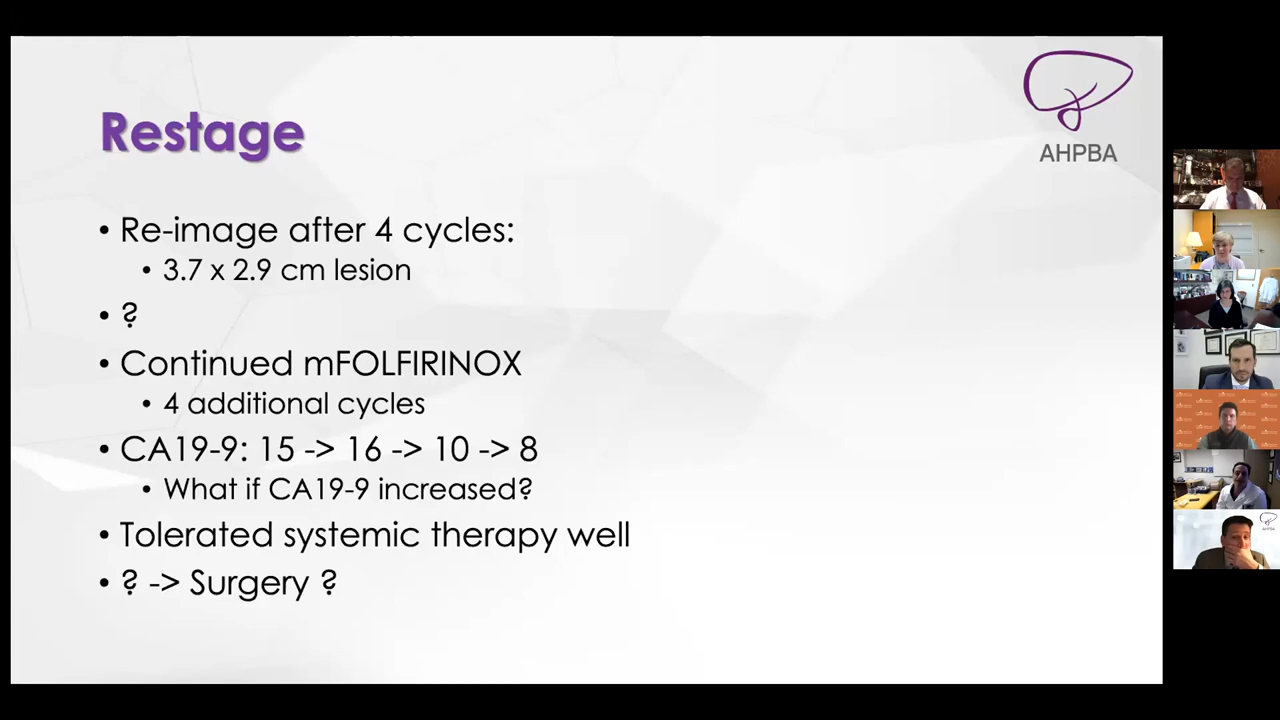 AHPBA
Restage
• Re-image after 4 cycles:
• 3.7 x 2.9 cm lesion
• ?
• Continued mFOLFIRINOX
• 4 additional cycles
• CA19-9: 15 -> 16 -> 10 -> 8
• What if CA19-9 increased?
• Tolerated systemic therapy well
• ? -> Surgery ?